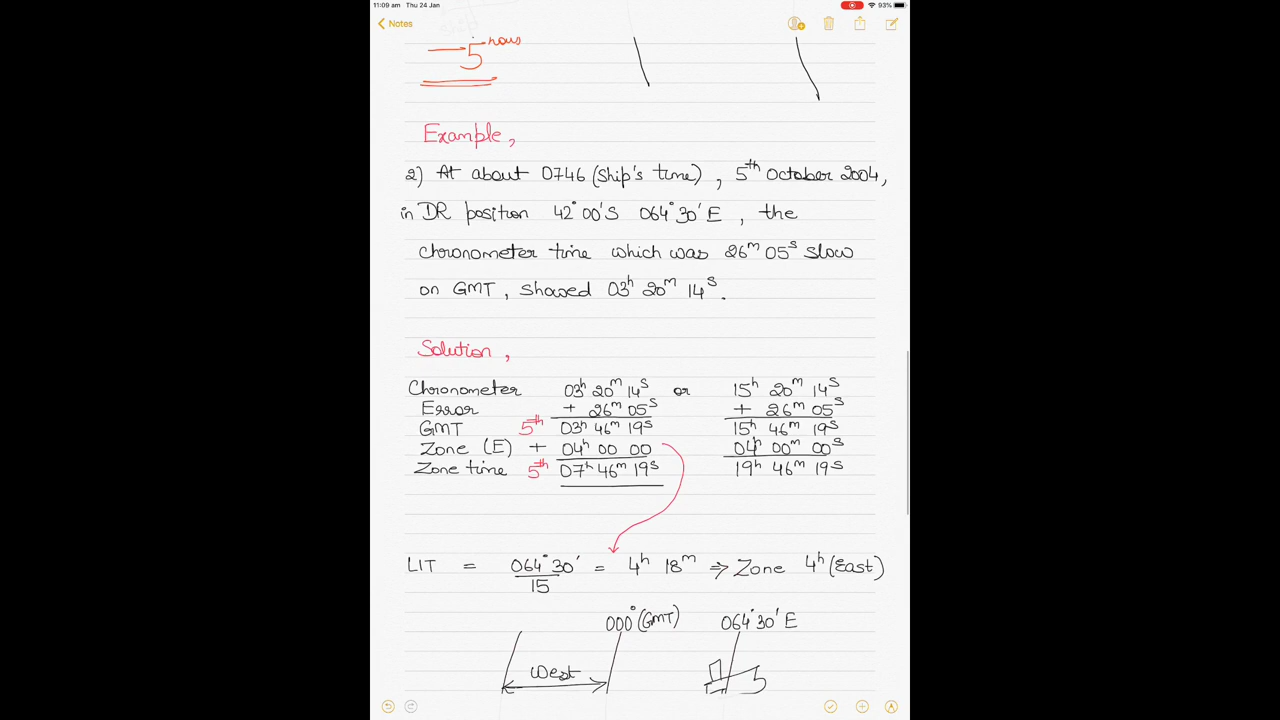 11:09 am Thu 24 Jan
93%
Notes
5 hours
Example,
2) At about 0746 (ship's time), 5th October 2004,
in DR position 42°00'S 064°30'E, the
chronometer time which was 26m 05s slow
on GMT, showed 03h 20m 14s.
Solution,
Chronometer 03h 20m 14s or 15h 20m 14s
Error + 26m 05s + 26m 05s
GMT 5th 03h 46m 19s 15h 46m 19s
Zone (E) + 04h 00 00 04h 00m 00s
Zone time 5th 07h 46m 19s 19h 46m 19s
LIT = 064°30' / 15 = 4h 18m ⇒ Zone 4h (East)
000° (GMT) 064°30'E
West